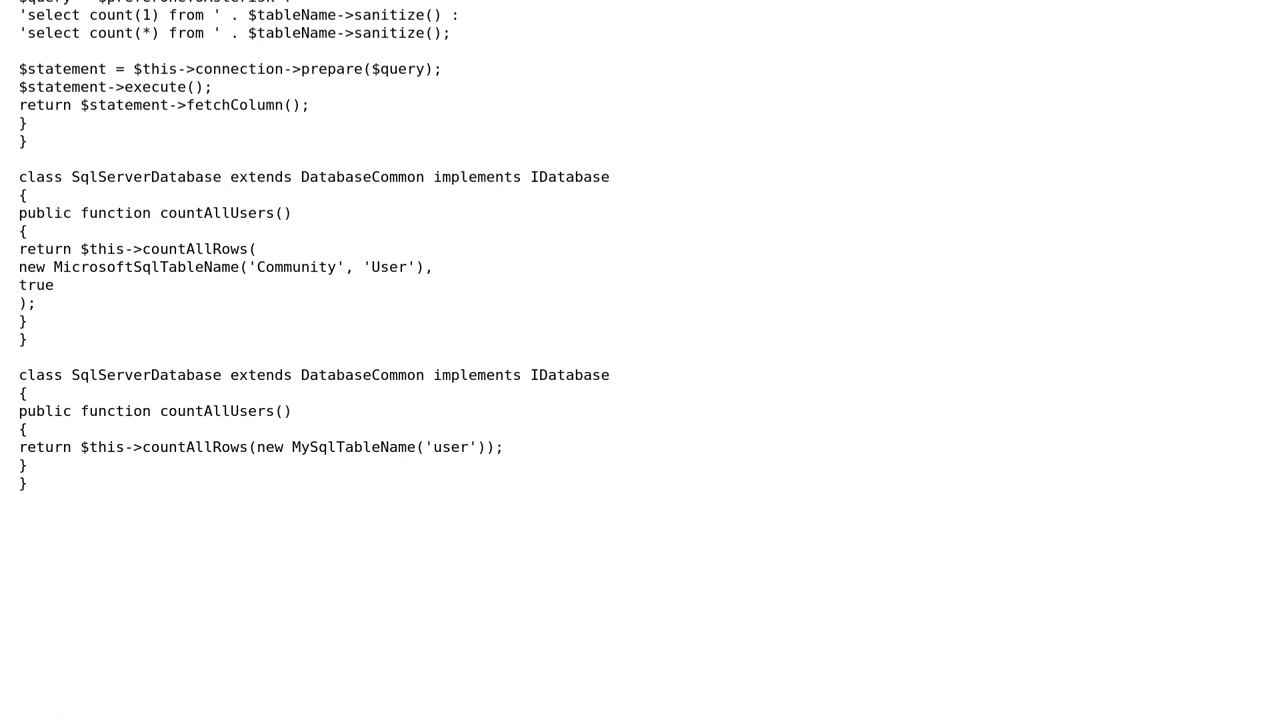 'select count(1) from ' . $tableName->sanitize() :
'select count(*) from ' . $tableName->sanitize();
$statement = $this->connection->prepare($query);
$statement->execute();
return $statement->fetchColumn();
}
}
class SqlServerDatabase extends DatabaseCommon implements IDatabase
{
public function countAllUsers()
{
return $this->countAllRows(
new MicrosoftSqlTableName('Community', 'User'),
true
);
}
}
class SqlServerDatabase extends DatabaseCommon implements IDatabase
{
public function countAllUsers()
{
return $this->countAllRows(new MySqlTableName('user'));
}
}